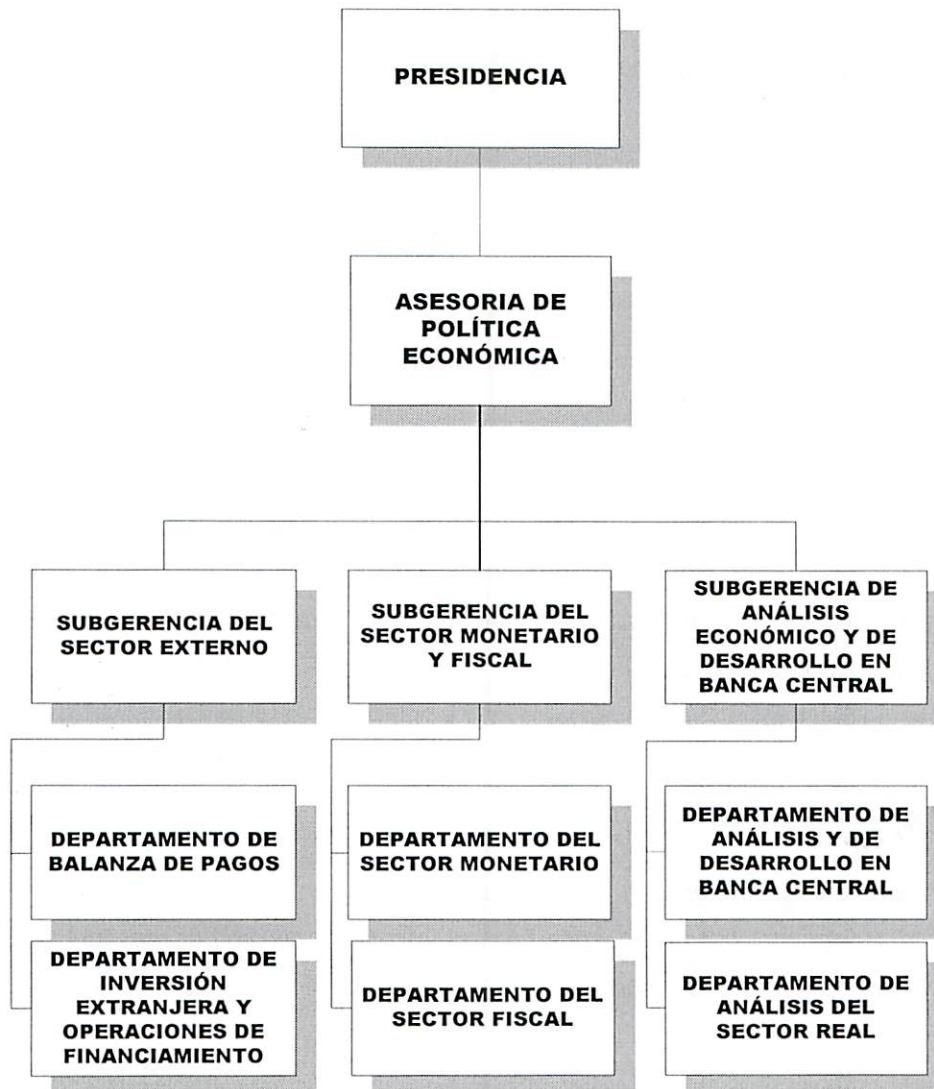 PRESIDENCIA
ASESORIA DE
POLÍTICA
ECONÓMICA
SUBGERENCIA DEL
SECTOR EXTERNO
SUBGERENCIA DEL
SECTOR MONETARIO
Y FISCAL
SUBGERENCIA DE
ANÁLISIS
ECONÓMICO Y DE
DESARROLLO EN
BANCA CENTRAL
DEPARTAMENTO DE
BALANZA DE PAGOS
DEPARTAMENTO DEL
SECTOR MONETARIO
DEPARTAMENTO DE
ANÁLISIS Y DE
DESARROLLO EN
BANCA CENTRAL
DEPARTAMENTO DE
INVERSIÓN
EXTRANJERA Y
OPERACIONES DE
FINANCIAMIENTO
DEPARTAMENTO DEL
SECTOR FISCAL
DEPARTAMENTO DE
ANÁLISIS DEL
SECTOR REAL